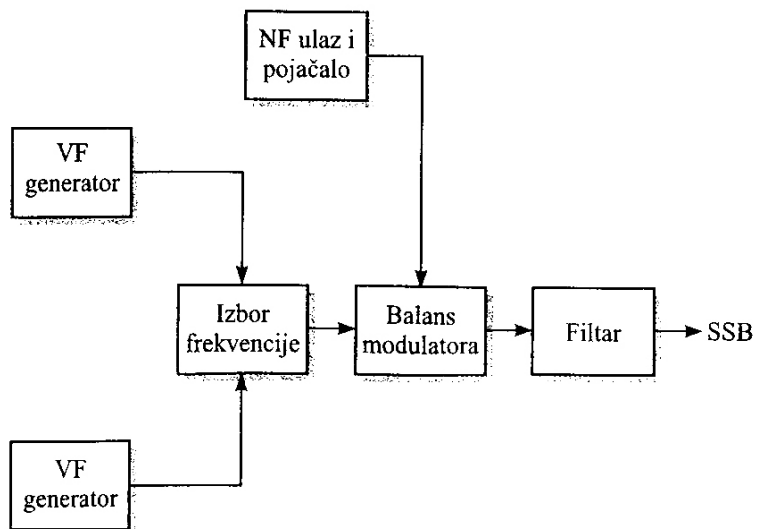 NF ulaz i
pojačalo
VF
generator
Izbor
frekvencije
Balans
modulatora
Filtar
SSB
VF
generator